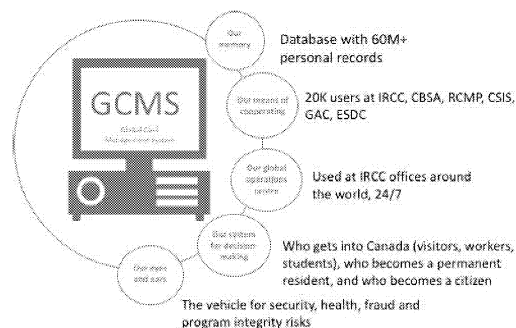 Our
memory
Database with 60M+
personal records
GCMS
Global Case
Management System
Our means of
cooperating
20K users at IRCC, CBSA, RCMP, CSIS,
GAC, ESDC
Our global
operations
centre
Used at IRCC offices around
the world, 24/7
Our system
for decision
making
Who gets into Canada (visitors, workers,
students), who becomes a permanent
resident, and who becomes a citizen
Our eyes
and ears
The vehicle for security, health, fraud and
program integrity risks